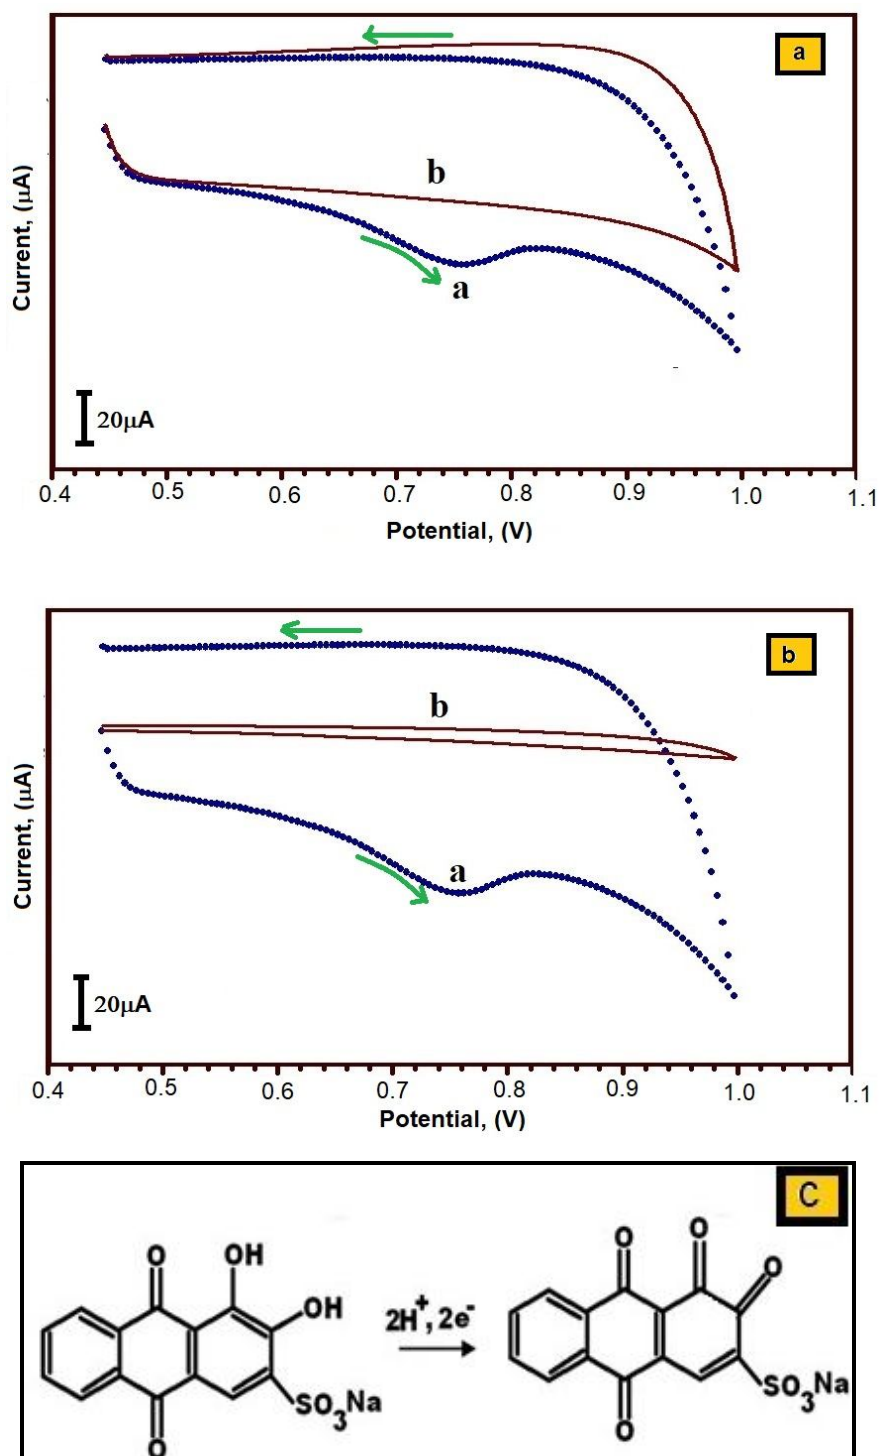 a
b
a
Current, (μA)
20μA
0.4 0.5 0.6 0.7 0.8 0.9 1.0 1.1
Potential, (V)
b
b
a
Current, (μA)
20μA
0.4 0.5 0.6 0.7 0.8 0.9 1.0 1.1
Potential, (V)
C
O OH
OH
SO3Na
O
2H+, 2e-
O O
O
SO3Na
O